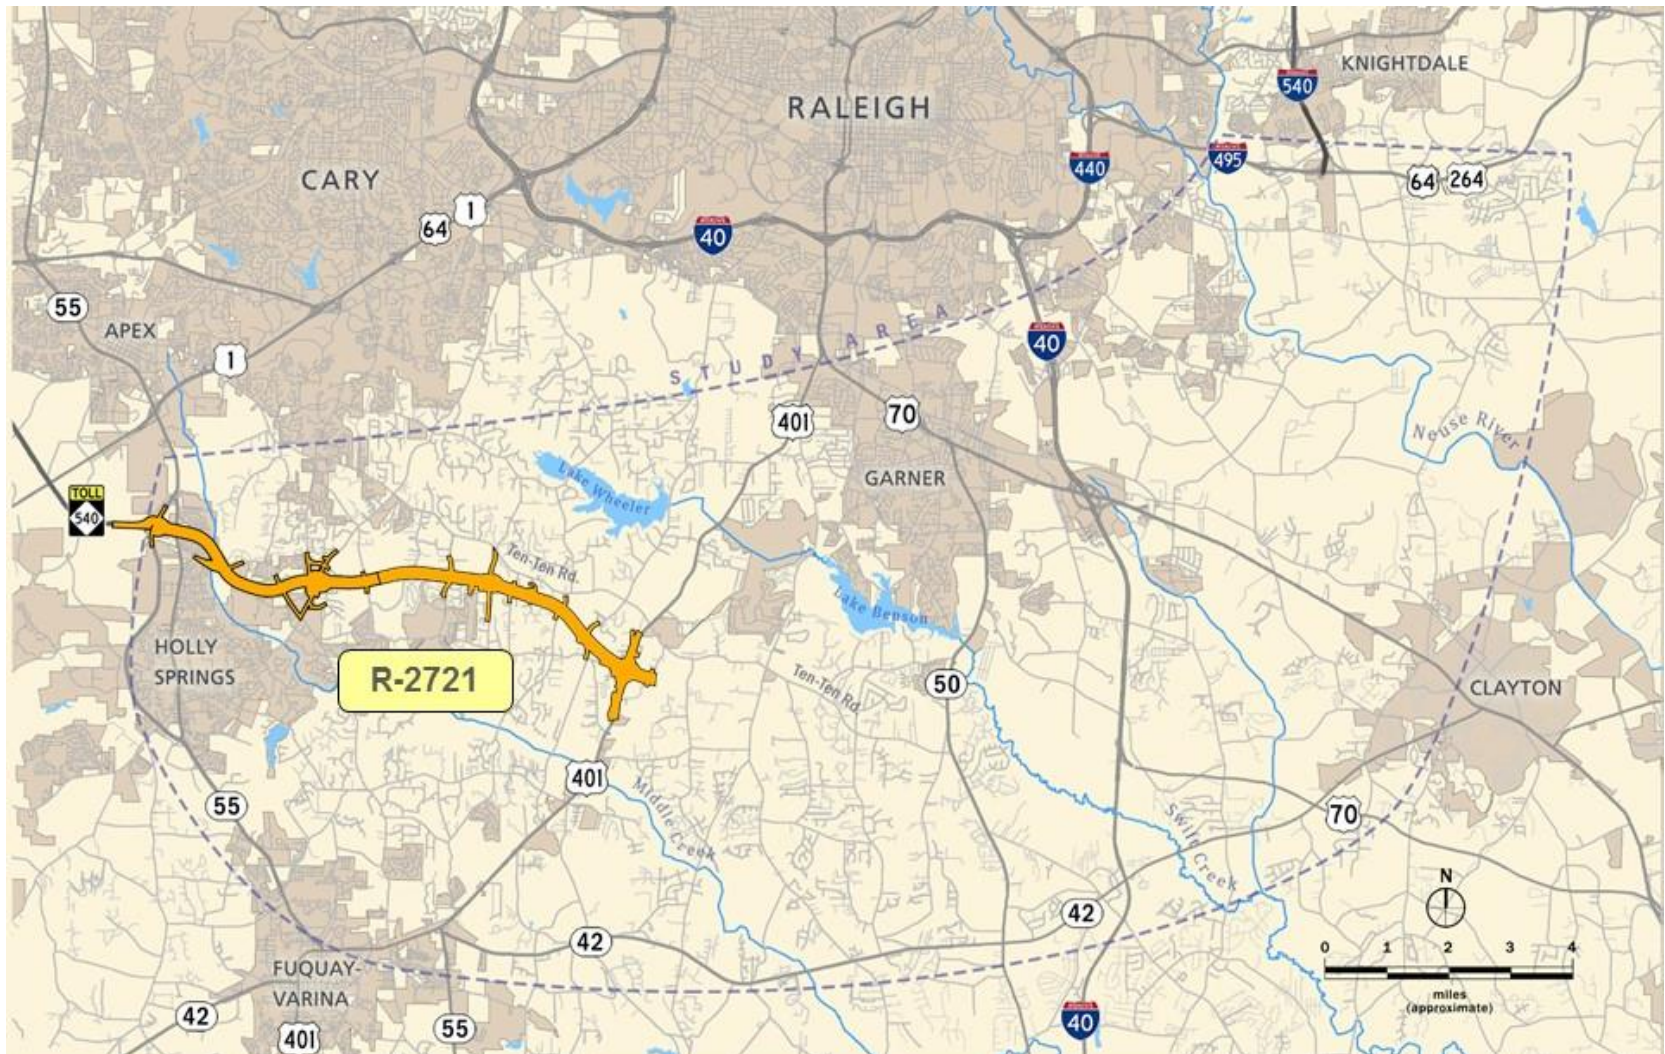 KNIGHTDALE
540
RALEIGH
440
495
64
264
CARY
1
64
40
55
APEX
STUDY AREA
40
1
401
70
Neuse River
GARNER
Lake Wheeler
TOLL
540
Ten-Ten Rd.
Lake Benson
HOLLY
SPRINGS
R-2721
Ten-Ten Rd.
50
CLAYTON
401
55
Middle Creek
Swift Creek
70
N
42
42
0 1 2 3 4
miles
(approximate)
FUQUAY-
VARINA
42
401
55
40